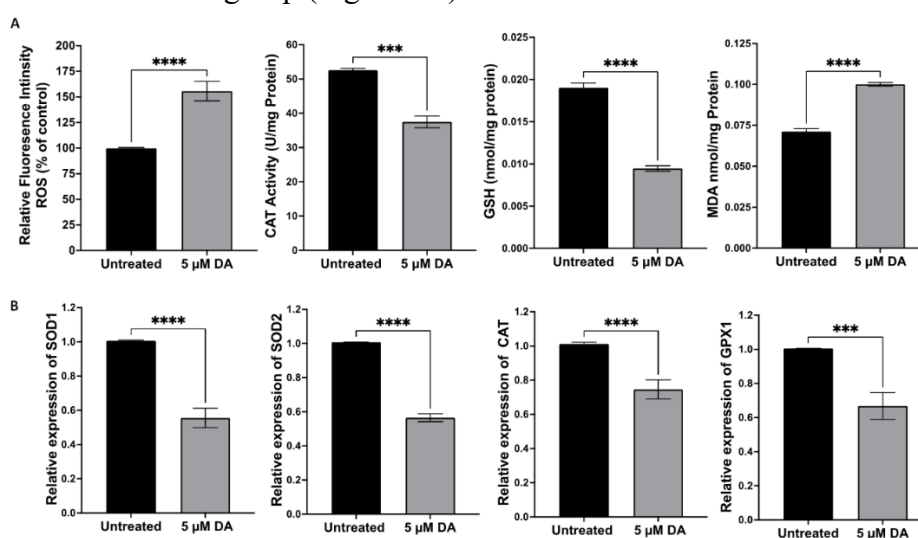 A
Relative Fluoresence Intinsity
ROS (% of control)
200
175
150
125
100
75
50
25
0
****
Untreated
5 µM DA
CAT Activity (U/mg Protein)
60
50
40
30
20
10
0
***
Untreated
5 µM DA
GSH (nmol/mg protein)
0.020
0.015
0.010
0.005
0.000
****
Untreated
5 µM DA
MDA nmol/mg Protein
0.125
0.100
0.075
0.050
0.025
0.000
****
Untreated
5 µM DA
B
Relative expression of SOD1
1.2
1.0
0.8
0.6
0.4
0.2
0.0
****
Untreated
5 µM DA
Relative expression of SOD2
1.2
1.0
0.8
0.6
0.4
0.2
0.0
****
Untreated
5 µM DA
Relative expression of CAT
1.2
1.0
0.8
0.6
0.4
0.2
0.0
****
Untreated
5 µM DA
Relative expression of GPX1
1.2
1.0
0.8
0.6
0.4
0.2
0.0
***
Untreated
5 µM DA